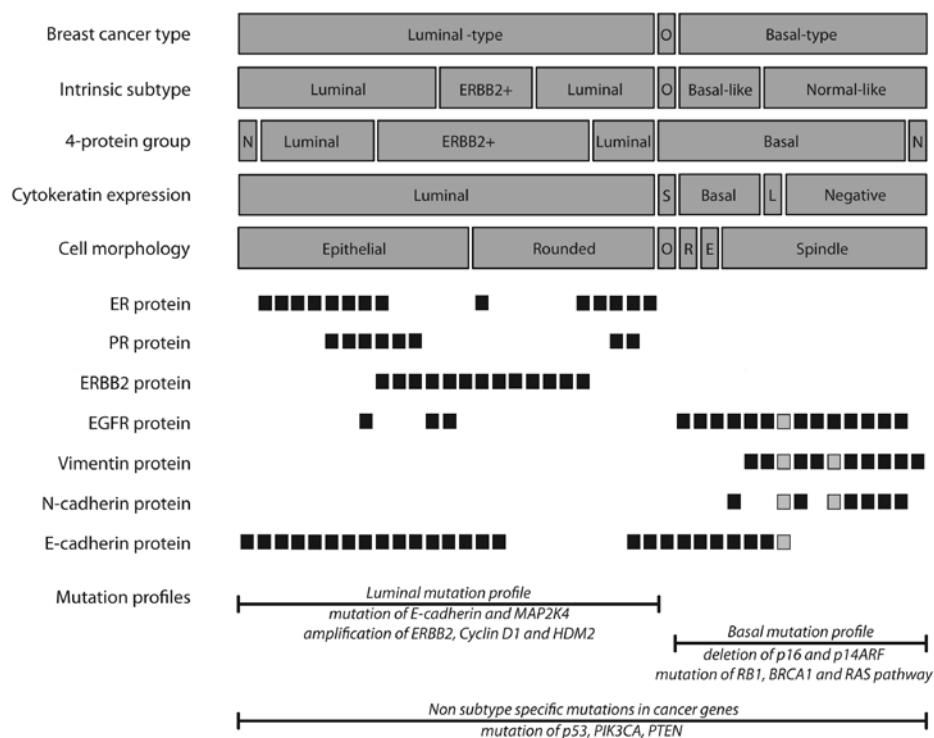 Breast cancer type Luminal -type O Basal-type
Intrinsic subtype Luminal ERBB2+ Luminal O Basal-like Normal-like
4-protein group N Luminal ERBB2+ Luminal Basal N
Cytokeratin expression Luminal S Basal L Negative
Cell morphology Epithelial Rounded O R E Spindle
ER protein
PR protein
ERBB2 protein
EGFR protein
Vimentin protein
N-cadherin protein
E-cadherin protein
Mutation profiles
Luminal mutation profile
mutation of E-cadherin and MAP2K4
amplification of ERBB2, Cyclin D1 and HDM2
Basal mutation profile
deletion of p16 and p14ARF
mutation of RB1, BRCA1 and RAS pathway
Non subtype specific mutations in cancer genes
mutation of p53, PIK3CA, PTEN